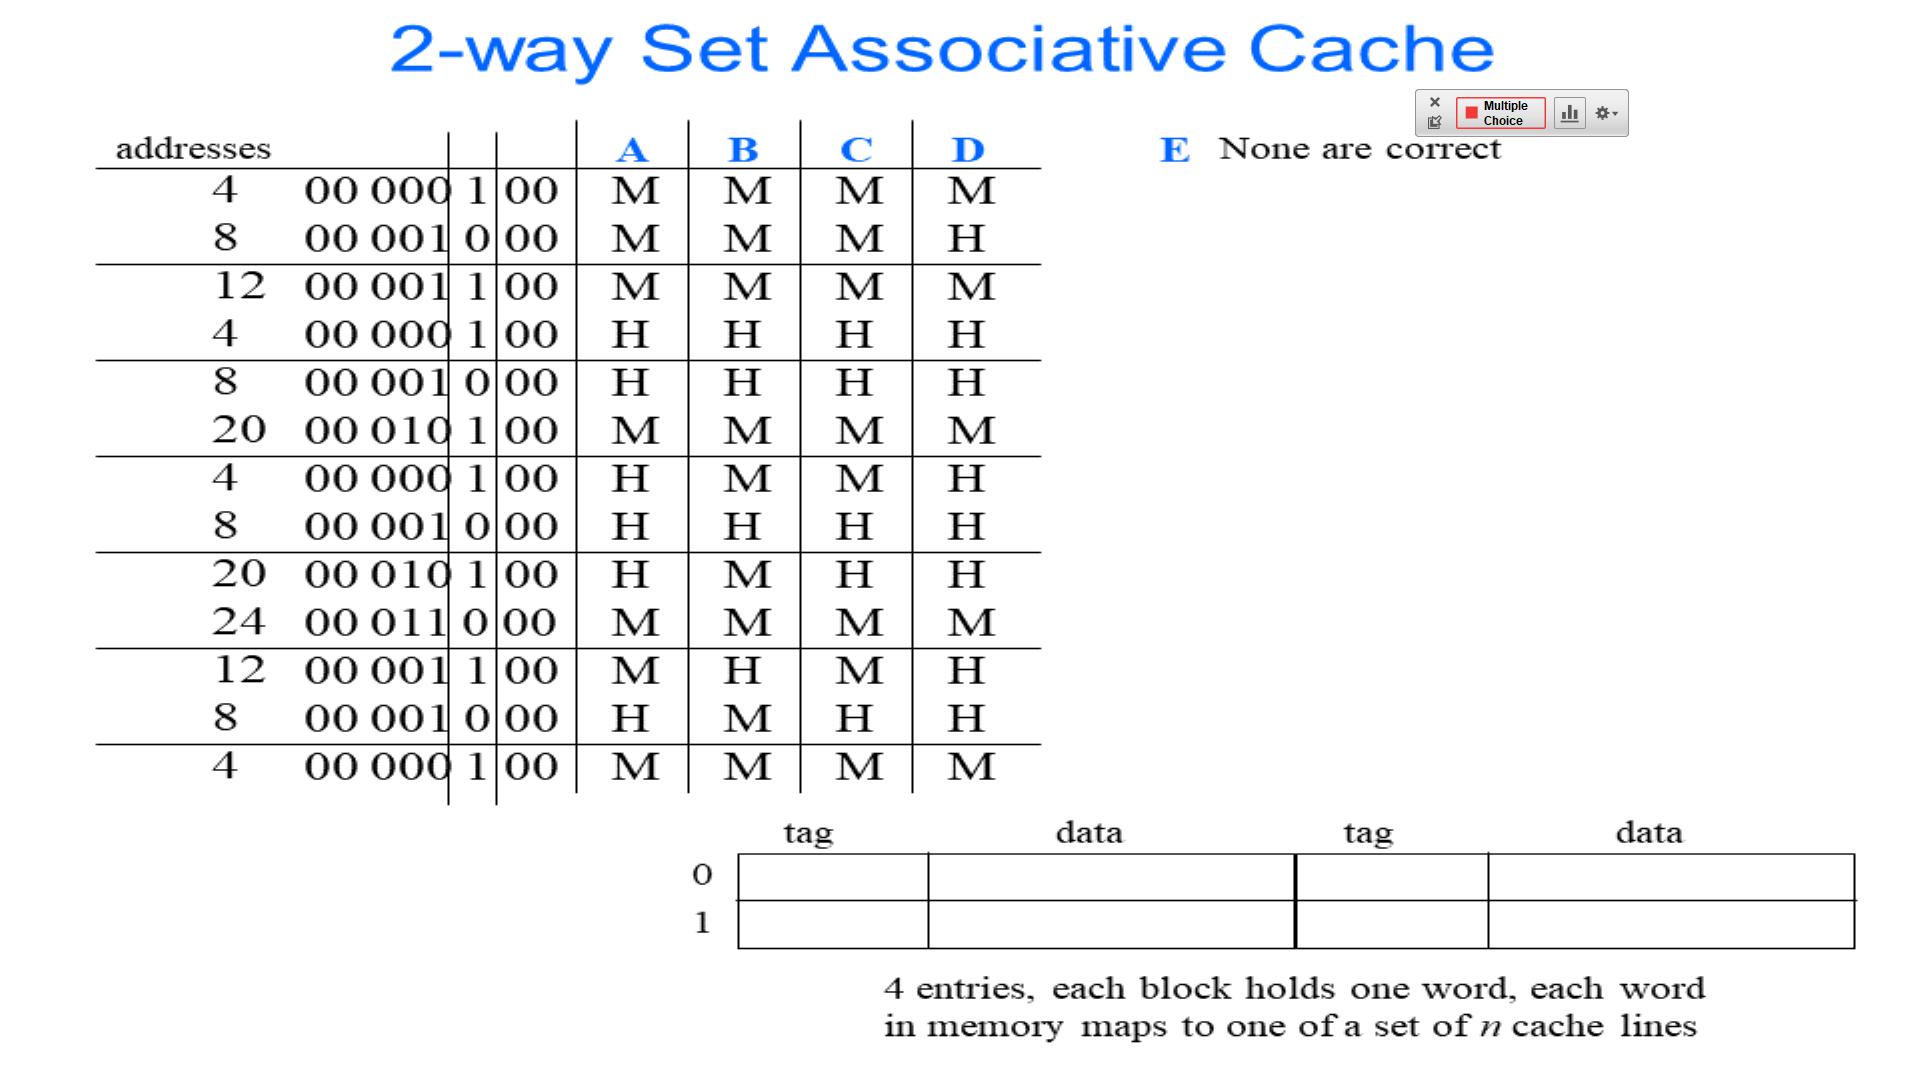 2-way Set Associative Cache
Multiple
Choice
addresses A B C D E None are correct
4 00 000 1 00 M M M M
8 00 001 0 00 M M M H
12 00 001 1 00 M M M M
4 00 000 1 00 H H H H
8 00 001 0 00 H H H H
20 00 010 1 00 M M M M
4 00 000 1 00 H M M H
8 00 001 0 00 H H H H
20 00 010 1 00 H M H H
24 00 011 0 00 M M M M
12 00 001 1 00 M H M H
8 00 001 0 00 H M H H
4 00 000 1 00 M M M M
tag data tag data
0
1
4 entries, each block holds one word, each word
in memory maps to one of a set of n cache lines